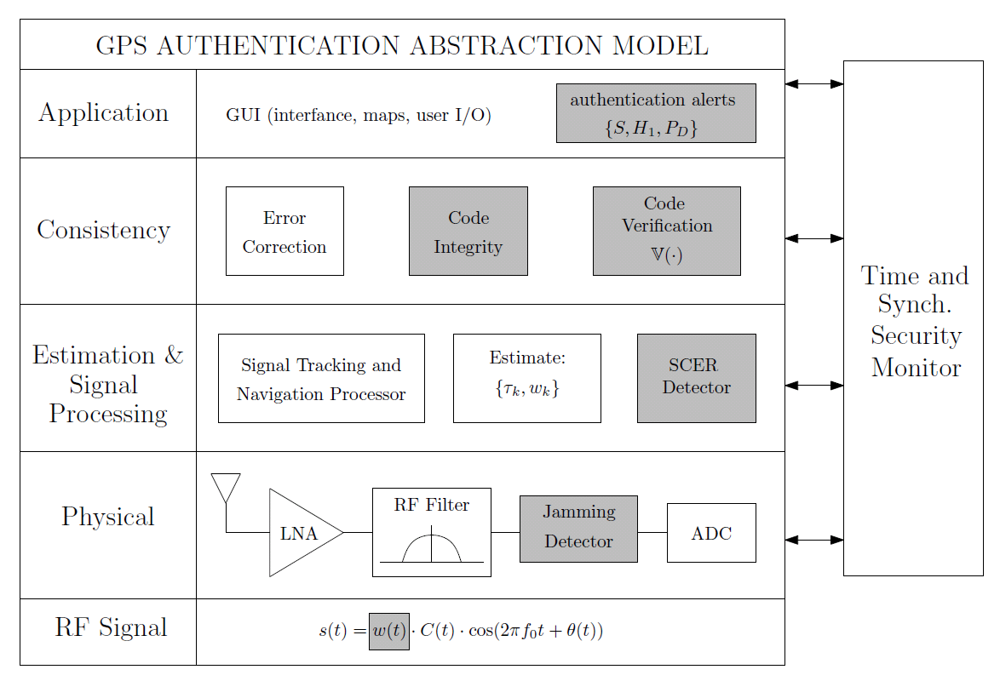 GPS AUTHENTICATION ABSTRACTION MODEL
Application
GUI (interfance, maps, user I/O)
authentication alerts
{S, H₁, P_D}
Consistency
Error
Correction
Code
Integrity
Code
Verification
𝕍(·)
Estimation &
Signal
Processing
Signal Tracking and
Navigation Processor
Estimate:
{τₖ, wₖ}
SCER
Detector
Physical
LNA
RF Filter
Jamming
Detector
ADC
RF Signal
s(t) = w(t) · C(t) · cos(2πf₀t + θ(t))
Time and
Synch.
Security
Monitor